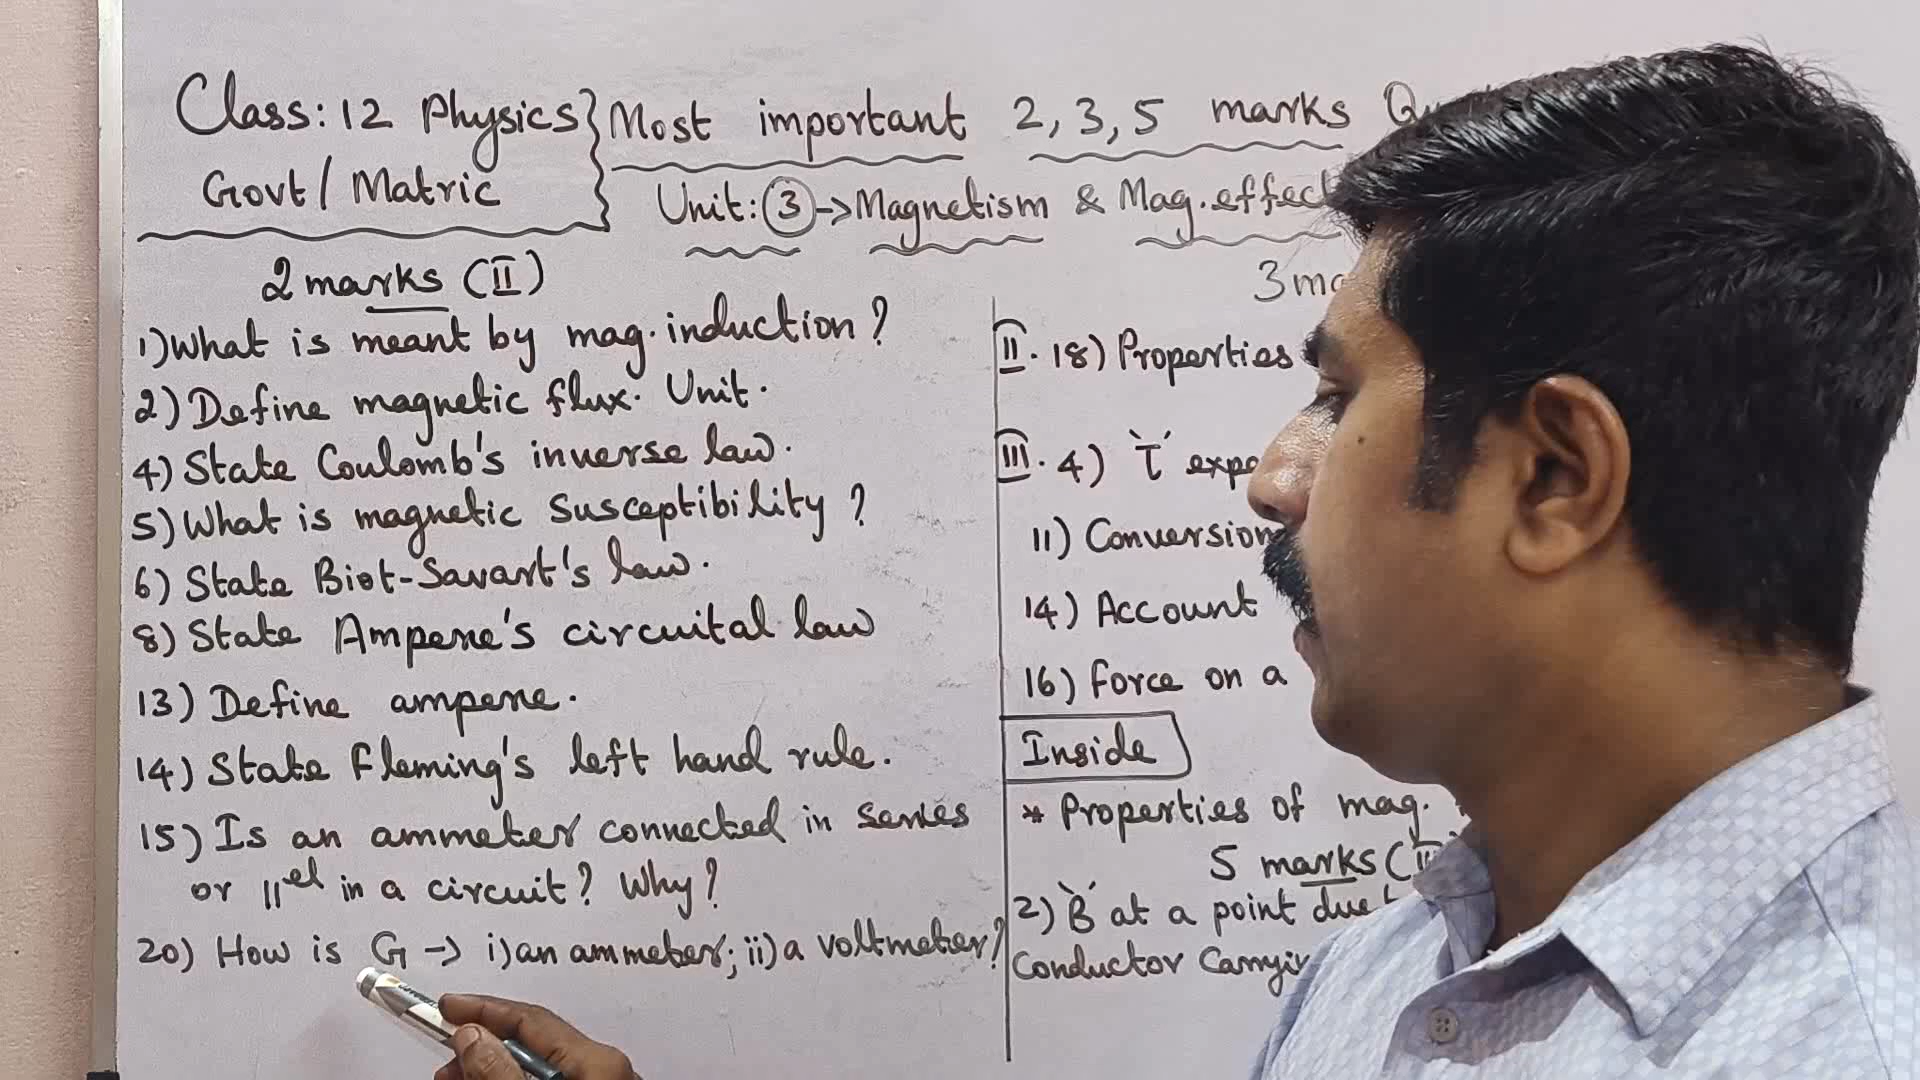 Class: 12 Physics
Govt / Matric
Most important 2, 3, 5 marks
Unit: 3 -> Magnetism & Mag. effect
2 marks (II)
1) What is meant by mag. induction?
2) Define magnetic flux. Unit.
4) State Coulomb's inverse law.
5) What is magnetic susceptibility?
6) State Biot-Savart's law.
8) State Ampere's circuital law
13) Define ampere.
14) State Fleming's left hand rule.
15) Is an ammeter connected in series
or ||el in a circuit? Why?
20) How is G -> i) an ammeter; ii) a voltmeter?
3
II. 18) Properties
III. 4)
11) Conversion
14) Account
16) Force on a
Inside
* Properties of mag.
5 marks (III
2) `B´ at a point due
Conductor